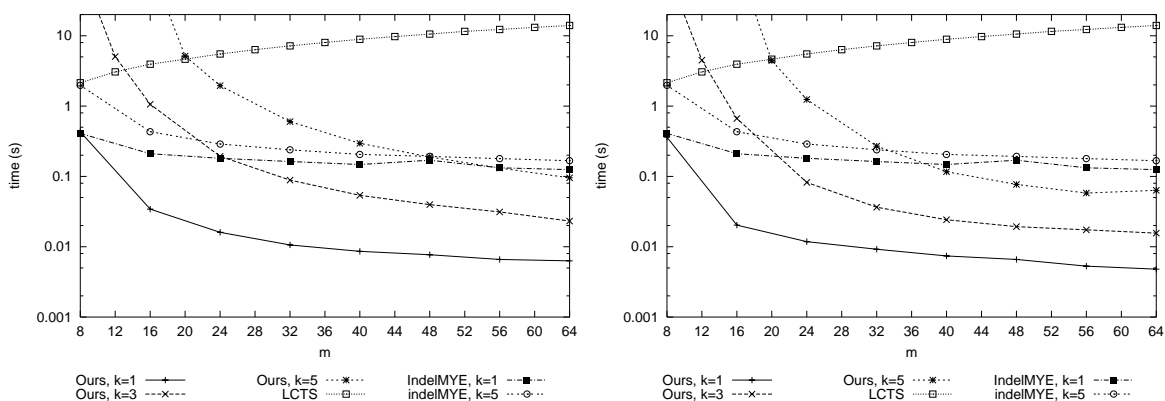 10
1
0.1
0.01
0.001
time (s)
8 12 16 20 24 28 32 36 40 44 48 52 56 60 64
m
Ours, k=1
Ours, k=3
Ours, k=5
LCTS
IndelMYE, k=1
indelMYE, k=5
10
1
0.1
0.01
0.001
time (s)
8 12 16 20 24 28 32 36 40 44 48 52 56 60 64
m
Ours, k=1
Ours, k=3
Ours, k=5
LCTS
IndelMYE, k=1
indelMYE, k=5